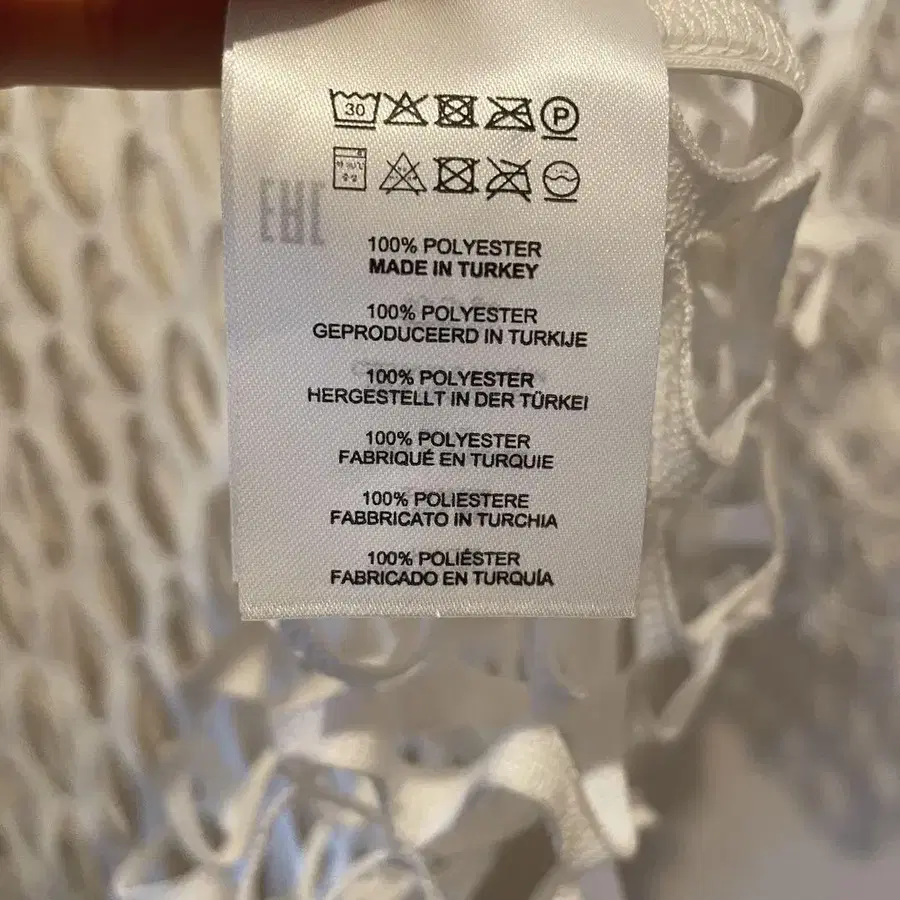 30 P
100% POLYESTER
MADE IN TURKEY
100% POLYESTER
GEPRODUCEERD IN TURKIJE
100% POLYESTER
HERGESTELLT IN DER TÜRKEI
100% POLYESTER
FABRIQUÉ EN TURQUIE
100% POLIESTERE
FABBRICATO IN TURCHIA
100% POLIÉSTER
FABRICADO EN TURQUÍA